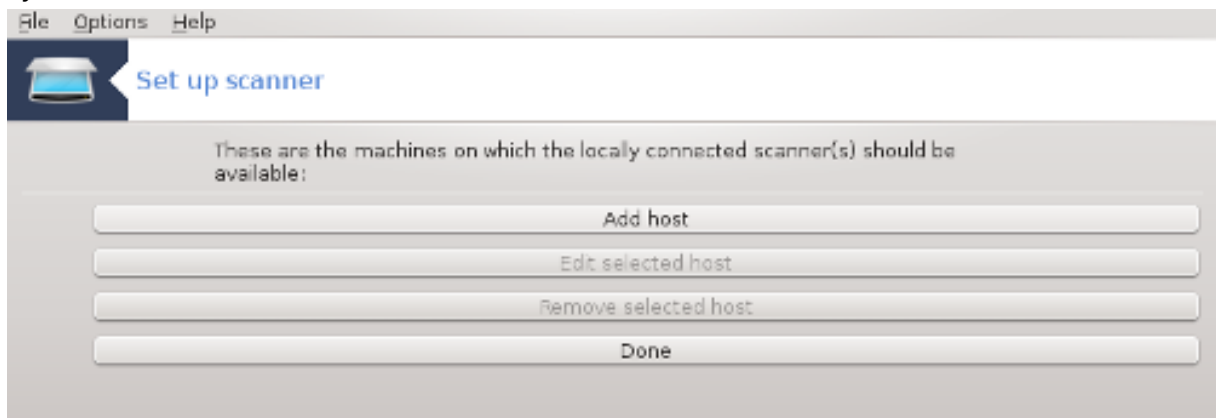 File Options Help
Set up scanner
These are the machines on which the locally connected scanner(s) should be
available:
Add host
Edit selected host
Remove selected host
Done